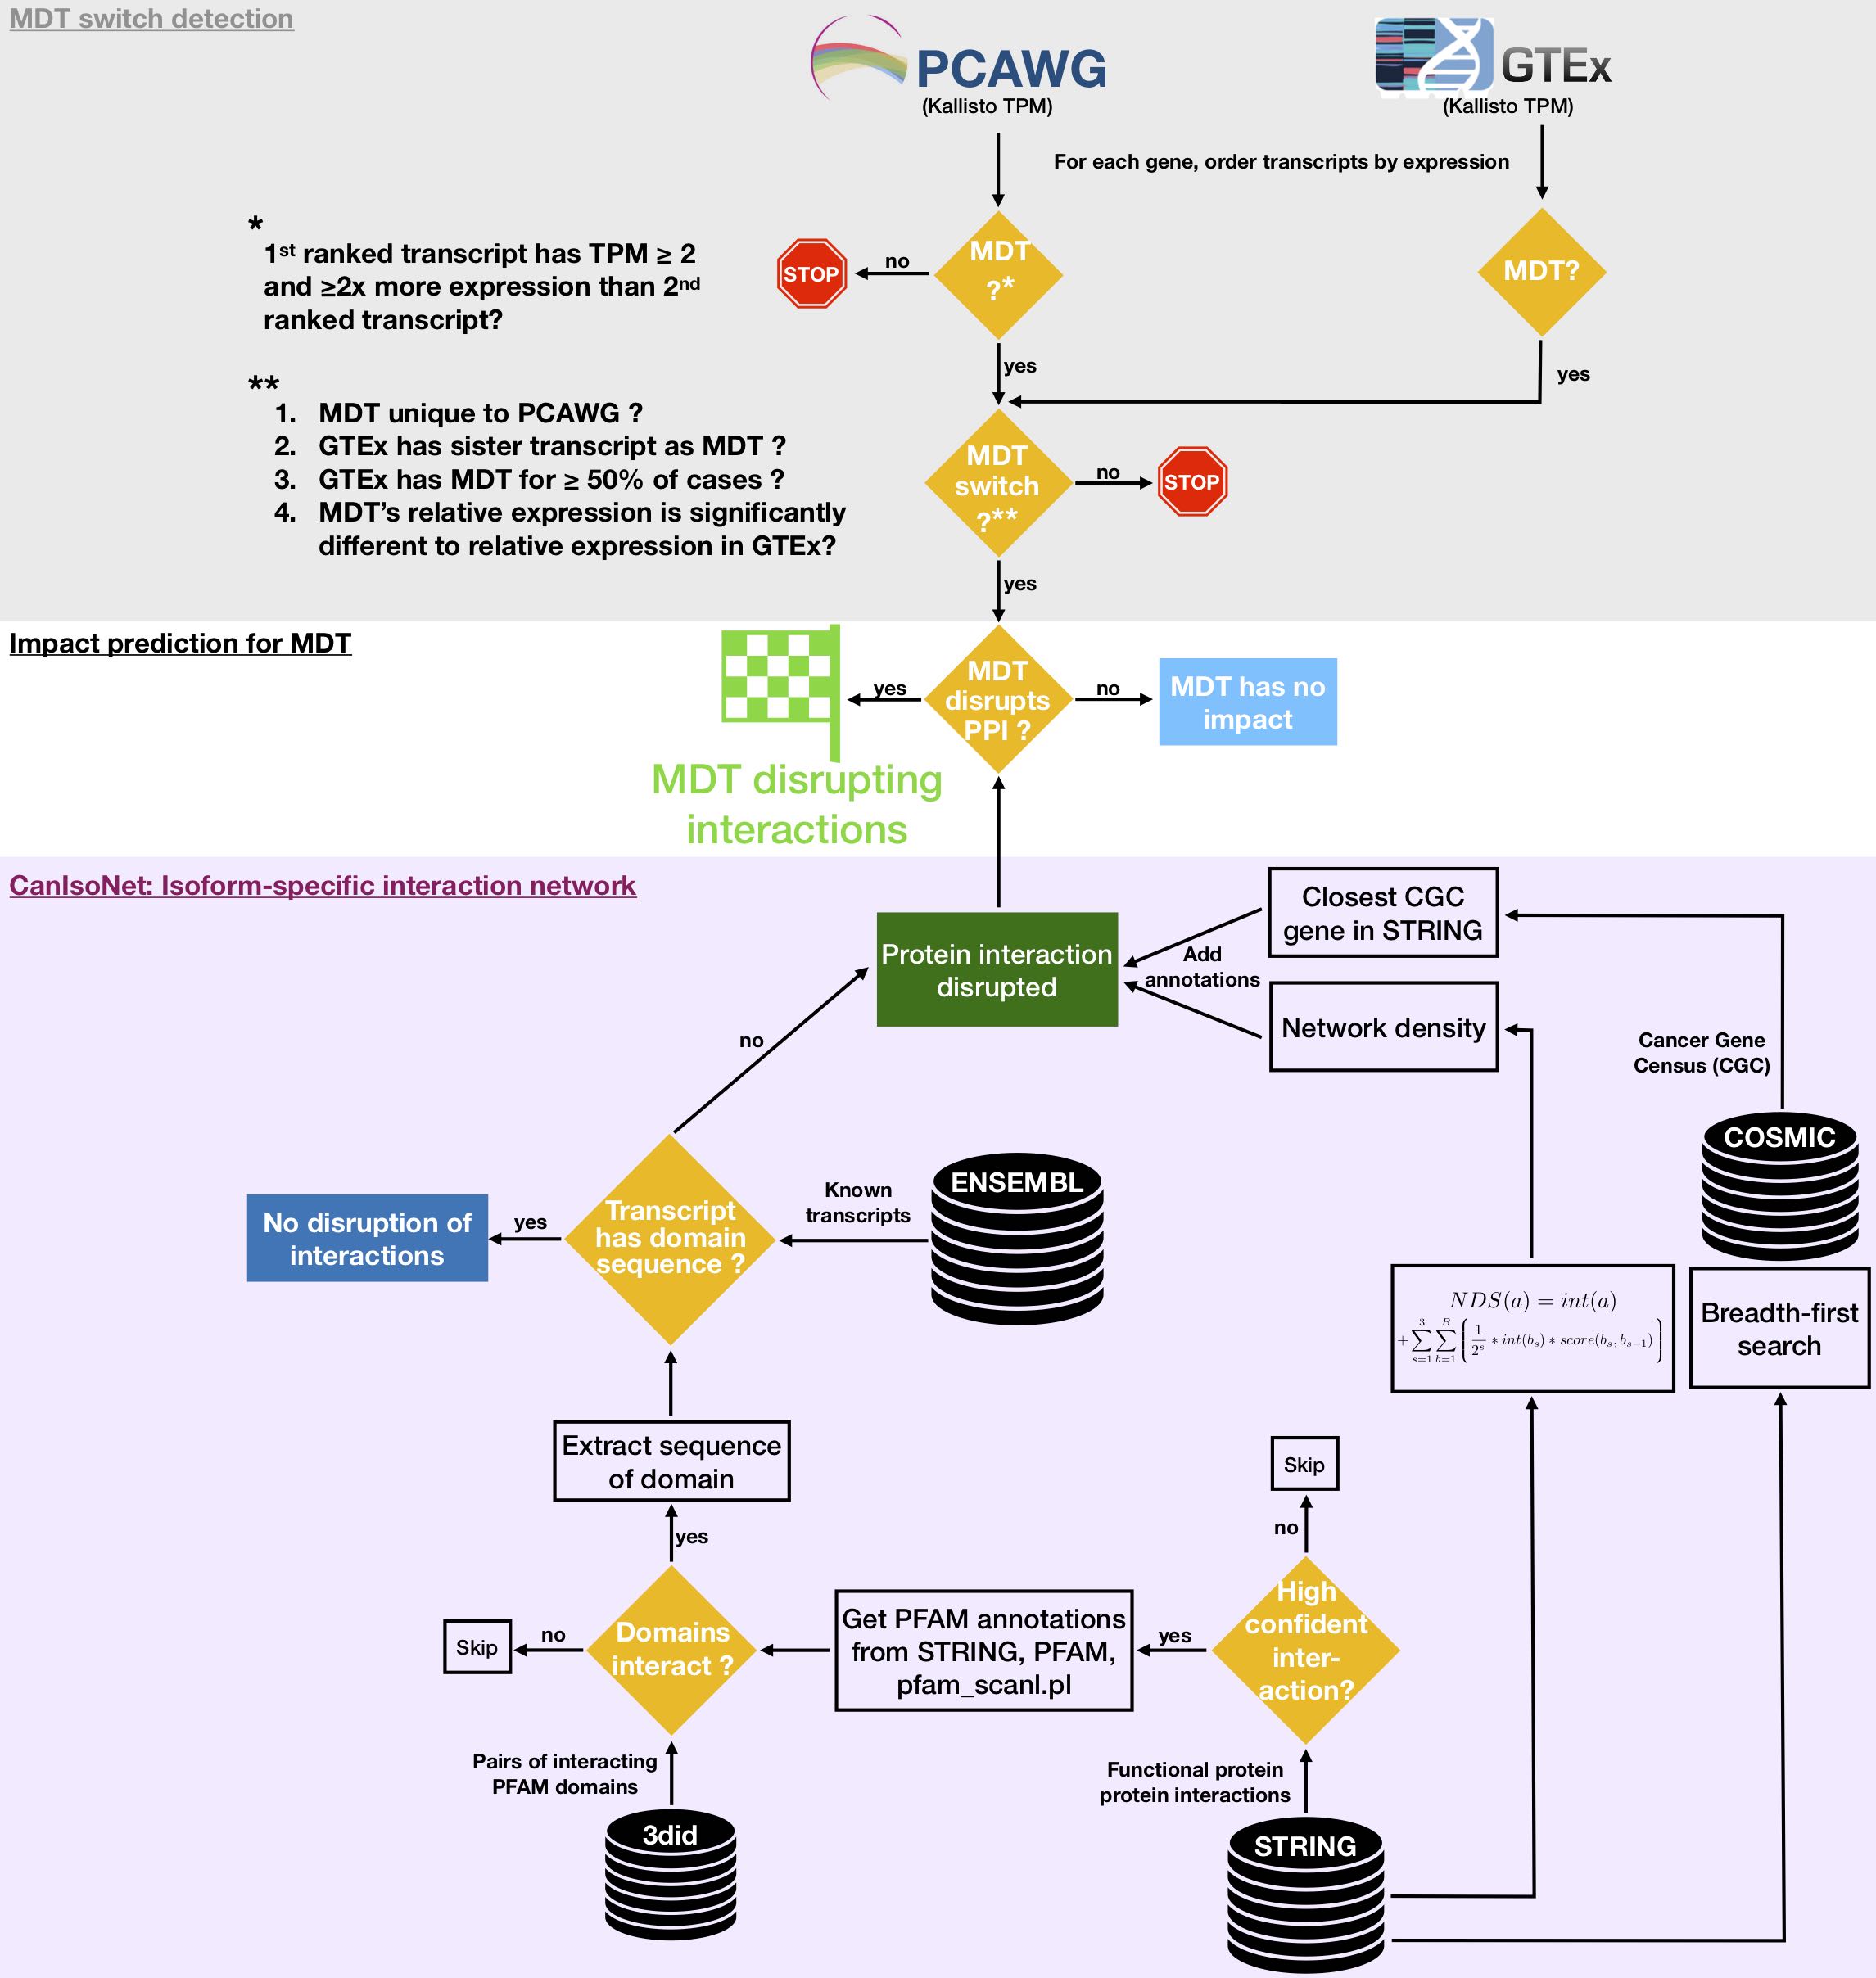 MDT switch detection
PCAWG
(Kallisto TPM)
GTEx
(Kallisto TPM)
For each gene, order transcripts by expression
*
1st ranked transcript has TPM ≥ 2
and ≥2x more expression than 2nd
ranked transcript?
STOP
no
MDT
?*
MDT?
yes
yes
**
1. MDT unique to PCAWG ?
2. GTEx has sister transcript as MDT ?
3. GTEx has MDT for ≥ 50% of cases ?
4. MDT's relative expression is significantly
different to relative expression in GTEx?
MDT
switch
?**
no
STOP
yes
Impact prediction for MDT
MDT
disrupts
PPI ?
yes
no
MDT has no
impact
MDT disrupting
interactions
CanIsoNet: Isoform-specific interaction network
Protein interaction
disrupted
Closest CGC
gene in STRING
Add
annotations
Network density
Cancer Gene
Census (CGC)
no
COSMIC
ENSEMBL
Known
transcripts
Transcript
has domain
sequence ?
yes
No disruption of
interactions
NDS(a) = int(a)
+ ∑_{s=1}^{3} ∑_{b=1}^{B} ( 1/2^s * int(b_s) * score(b_s, b_{s−1}) )
Breadth-first
search
Extract sequence
of domain
Skip
no
yes
High
confident
inter-
action?
yes
Get PFAM annotations
from STRING, PFAM,
pfam_scanl.pl
Domains
interact ?
no
Skip
Pairs of interacting
PFAM domains
Functional protein
protein interactions
3did
STRING